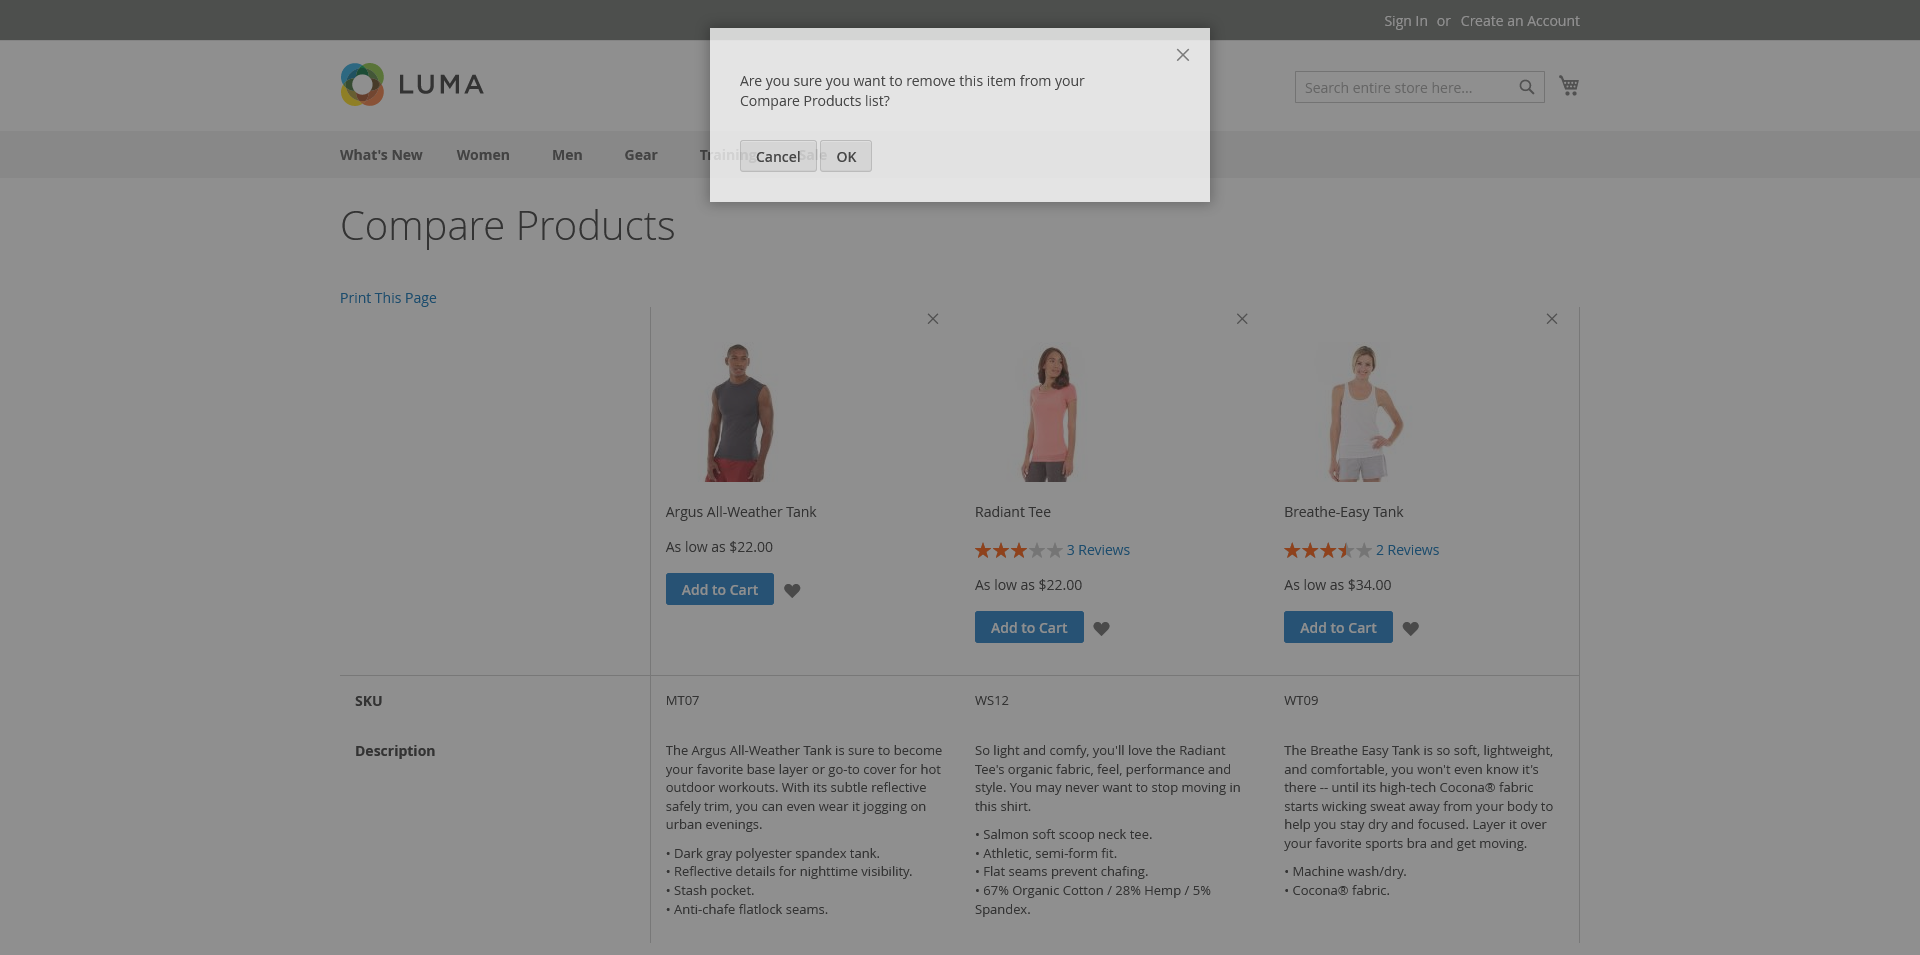 Sign In or Create an Account
LUMA
Search entire store here...
Are you sure you want to remove this item from your
Compare Products list?
Cancel OK
What's New Women Men Gear Training Sale
Compare Products
Print This Page
Argus All-Weather Tank
As low as $22.00
Add to Cart
Radiant Tee
3 Reviews
As low as $22.00
Add to Cart
Breathe-Easy Tank
2 Reviews
As low as $34.00
Add to Cart
SKU
MT07
WS12
WT09
Description
The Argus All-Weather Tank is sure to become
your favorite base layer or go-to cover for hot
outdoor workouts. With its subtle reflective
safely trim, you can even wear it jogging on
urban evenings.
• Dark gray polyester spandex tank.
• Reflective details for nighttime visibility.
• Stash pocket.
• Anti-chafe flatlock seams.
So light and comfy, you'll love the Radiant
Tee's organic fabric, feel, performance and
style. You may never want to stop moving in
this shirt.
• Salmon soft scoop neck tee.
• Athletic, semi-form fit.
• Flat seams prevent chafing.
• 67% Organic Cotton / 28% Hemp / 5%
Spandex.
The Breathe Easy Tank is so soft, lightweight,
and comfortable, you won't even know it's
there -- until its high-tech Cocona® fabric
starts wicking sweat away from your body to
help you stay dry and focused. Layer it over
your favorite sports bra and get moving.
• Machine wash/dry.
• Cocona® fabric.